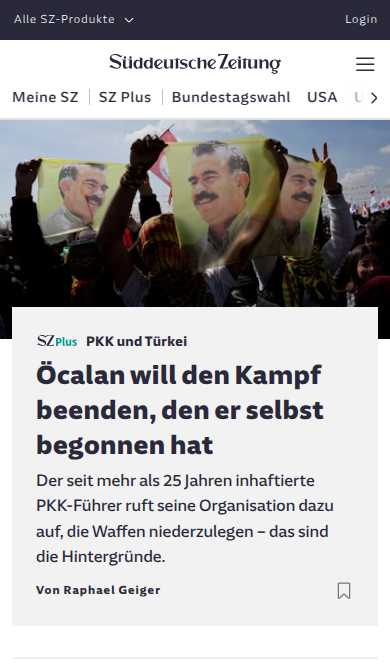 Alle SZ-Produkte
Login
Süddeutsche Zeitung
Meine SZ
SZ Plus
Bundestagswahl
USA
SZ Plus PKK und Türkei
Öcalan will den Kampf
beenden, den er selbst
begonnen hat
Der seit mehr als 25 Jahren inhaftierte
PKK-Führer ruft seine Organisation dazu
auf, die Waffen niederzulegen – das sind
die Hintergründe.
Von Raphael Geiger